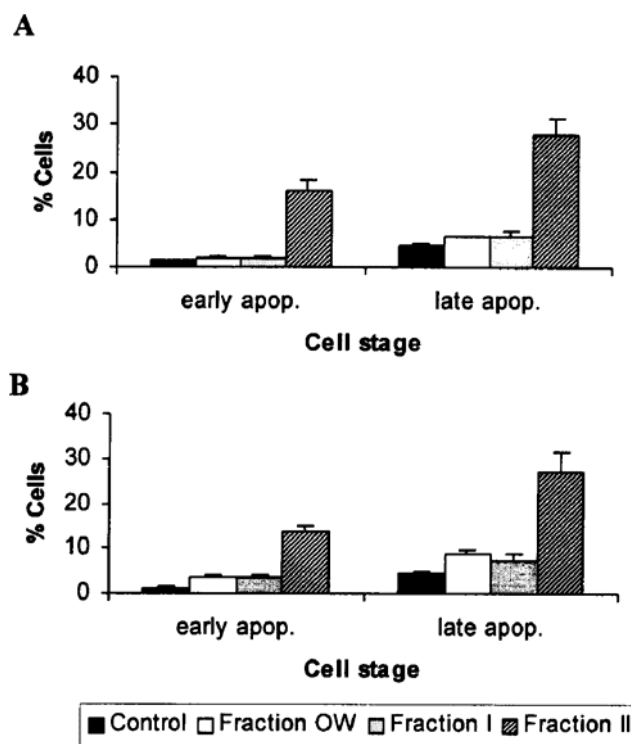 A
40
30
20
10
0
% Cells
early apop. late apop.
Cell stage
B
40
30
20
10
0
% Cells
early apop. late apop.
Cell stage
Control Fraction OW Fraction I Fraction II